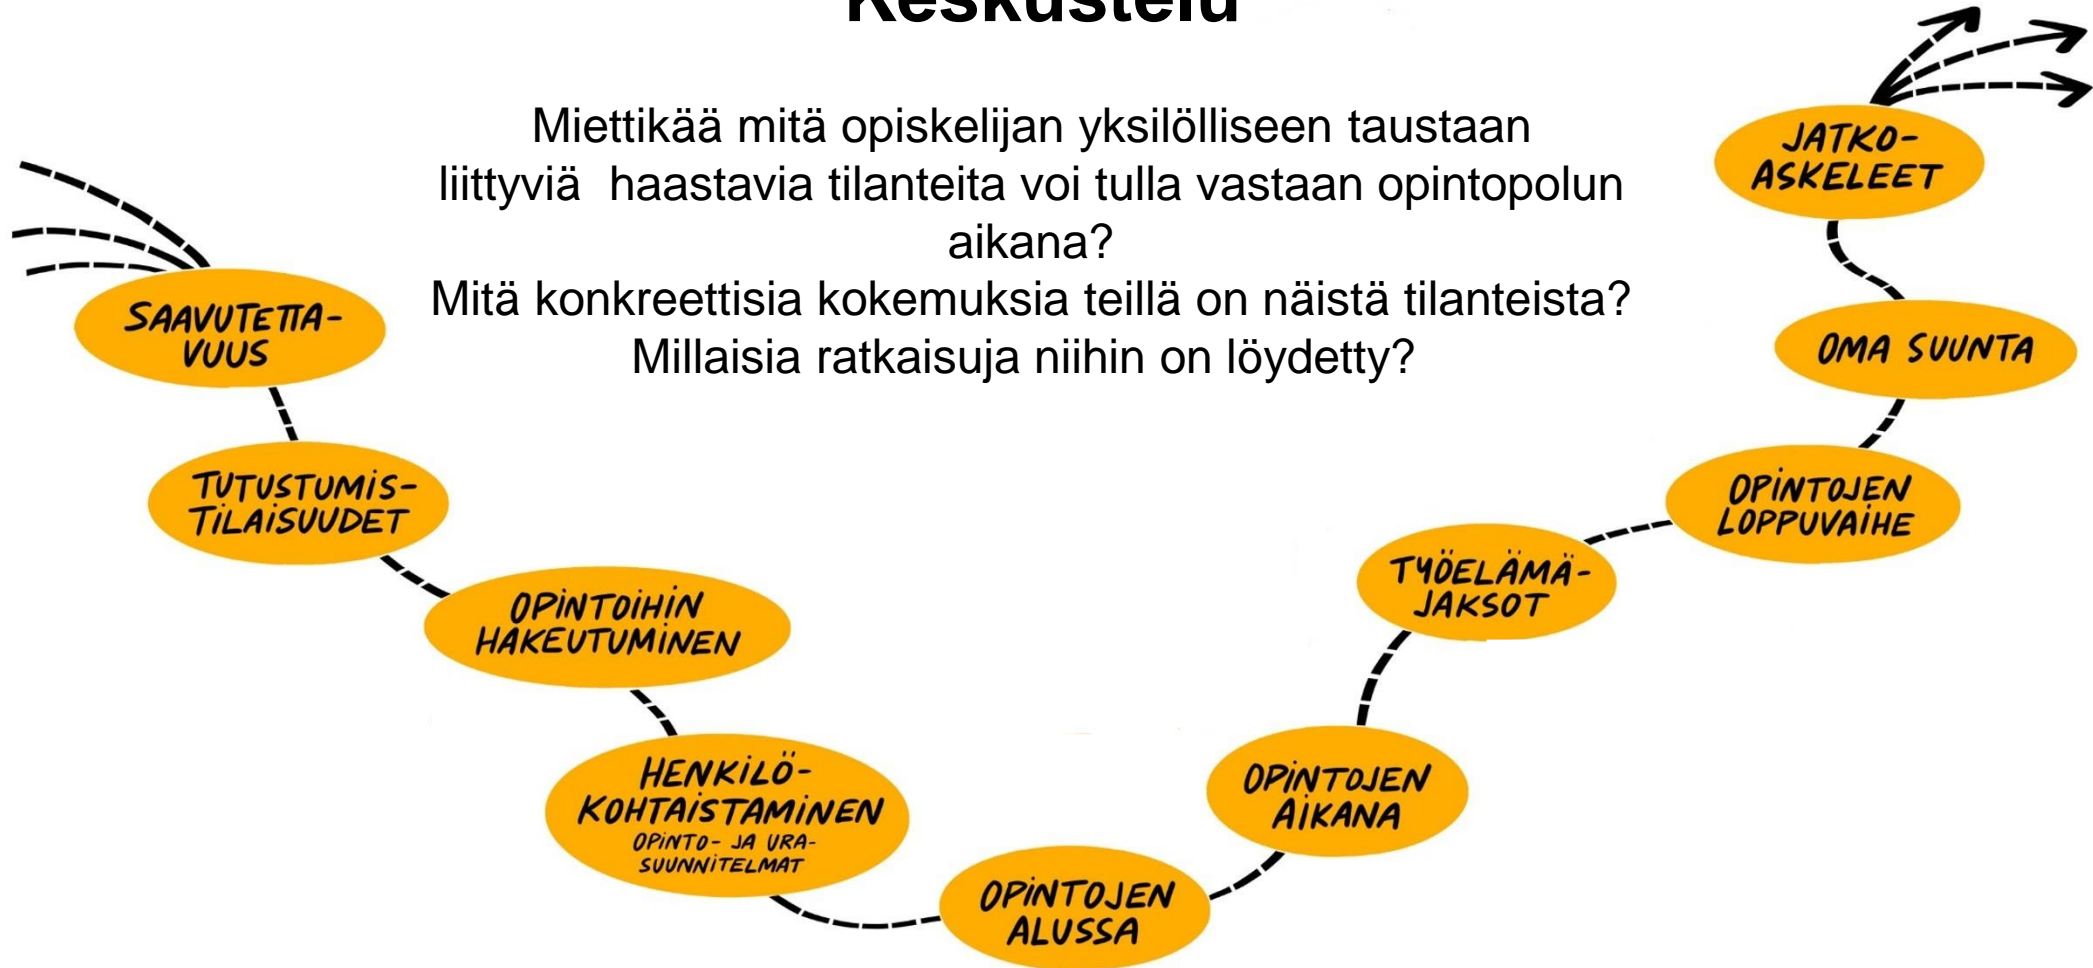 Keskustelu
Miettikää mitä opiskelijan yksilölliseen taustaan
liittyviä  haastavia tilanteita voi tulla vastaan opintopolun
aikana?
Mitä konkreettisia kokemuksia teillä on näistä tilanteista?
Millaisia ratkaisuja niihin on löydetty?
SAAVUTETTA-
VUUS
TUTUSTUMIS-
TILAISUUDET
OPINTOIHIN
HAKEUTUMINEN
HENKILÖ-
KOHTAISTAMINEN
OPINTO- JA URA-
SUUNNITELMAT
OPINTOJEN
ALUSSA
OPINTOJEN
AIKANA
TYÖELÄMÄ-
JAKSOT
OPINTOJEN
LOPPUVAIHE
OMA SUUNTA
JATKO-
ASKELEET